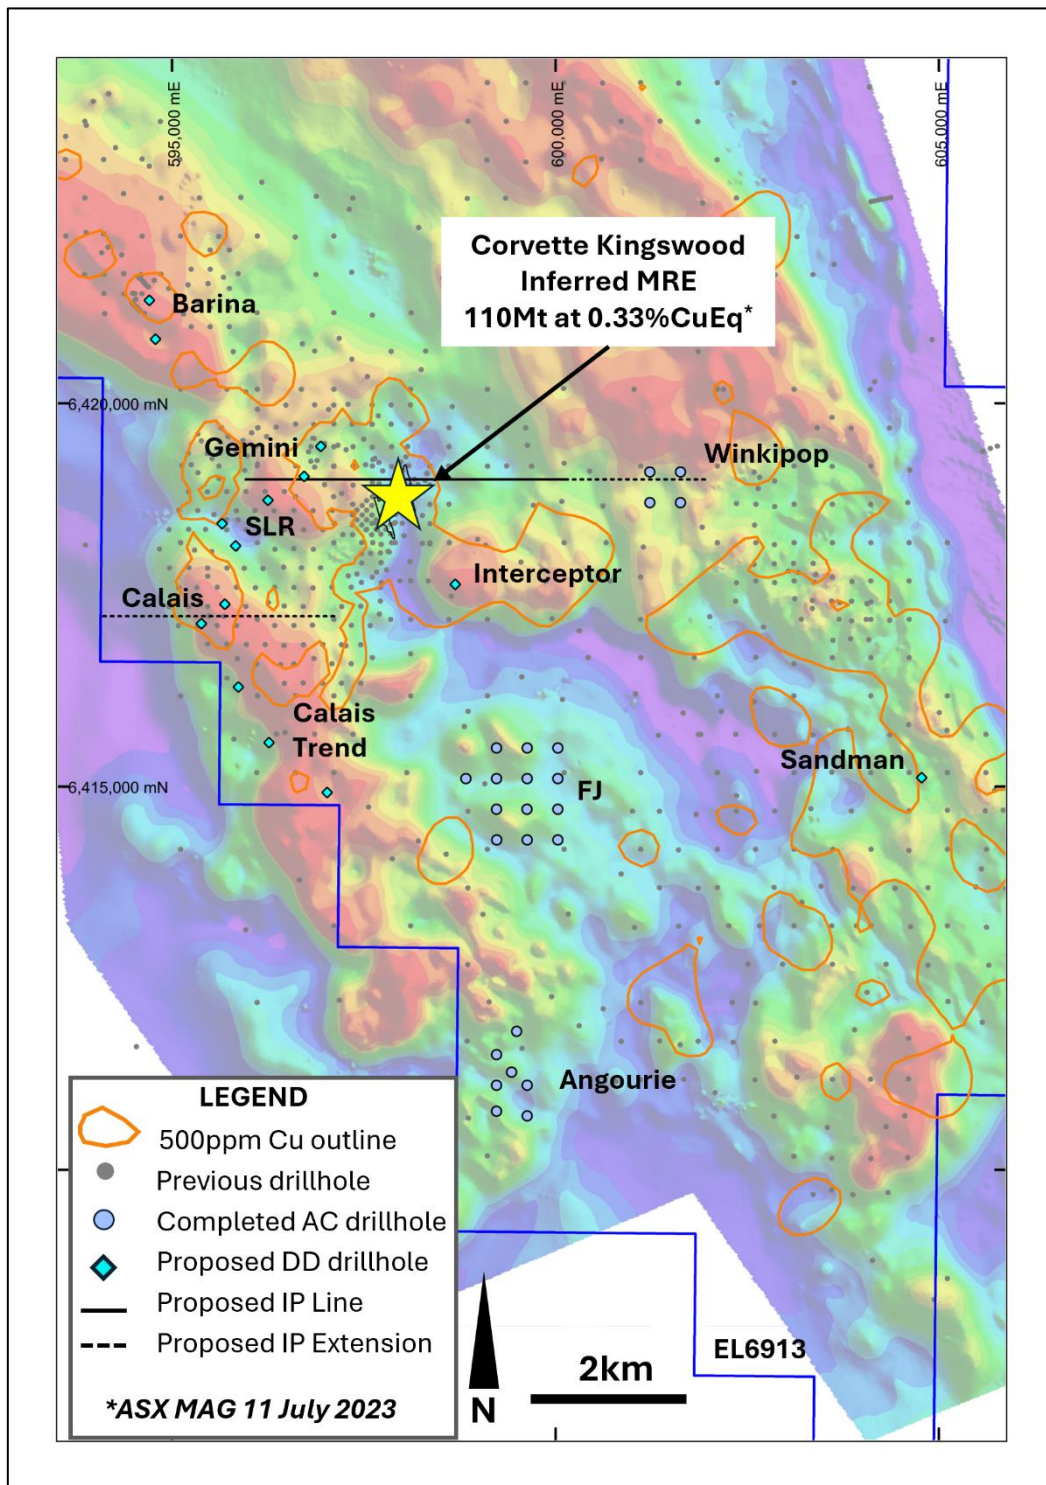 595,000 mE
600,000 mE
605,000 mE
Corvette Kingswood
Inferred MRE
110Mt at 0.33%CuEq*
Barina
6,420,000 mN
Gemini
Winkipop
SLR
Interceptor
Calais
Calais
Trend
Sandman
6,415,000 mN
FJ
Angourie
LEGEND
500ppm Cu outline
Previous drillhole
Completed AC drillhole
Proposed DD drillhole
Proposed IP Line
Proposed IP Extension
*ASX MAG 11 July 2023
N
2km
EL6913